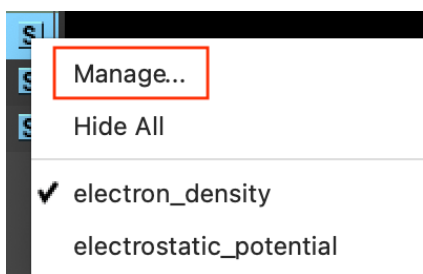 S
Manage...
S
Hide All
S
electron_density
electrostatic_potential